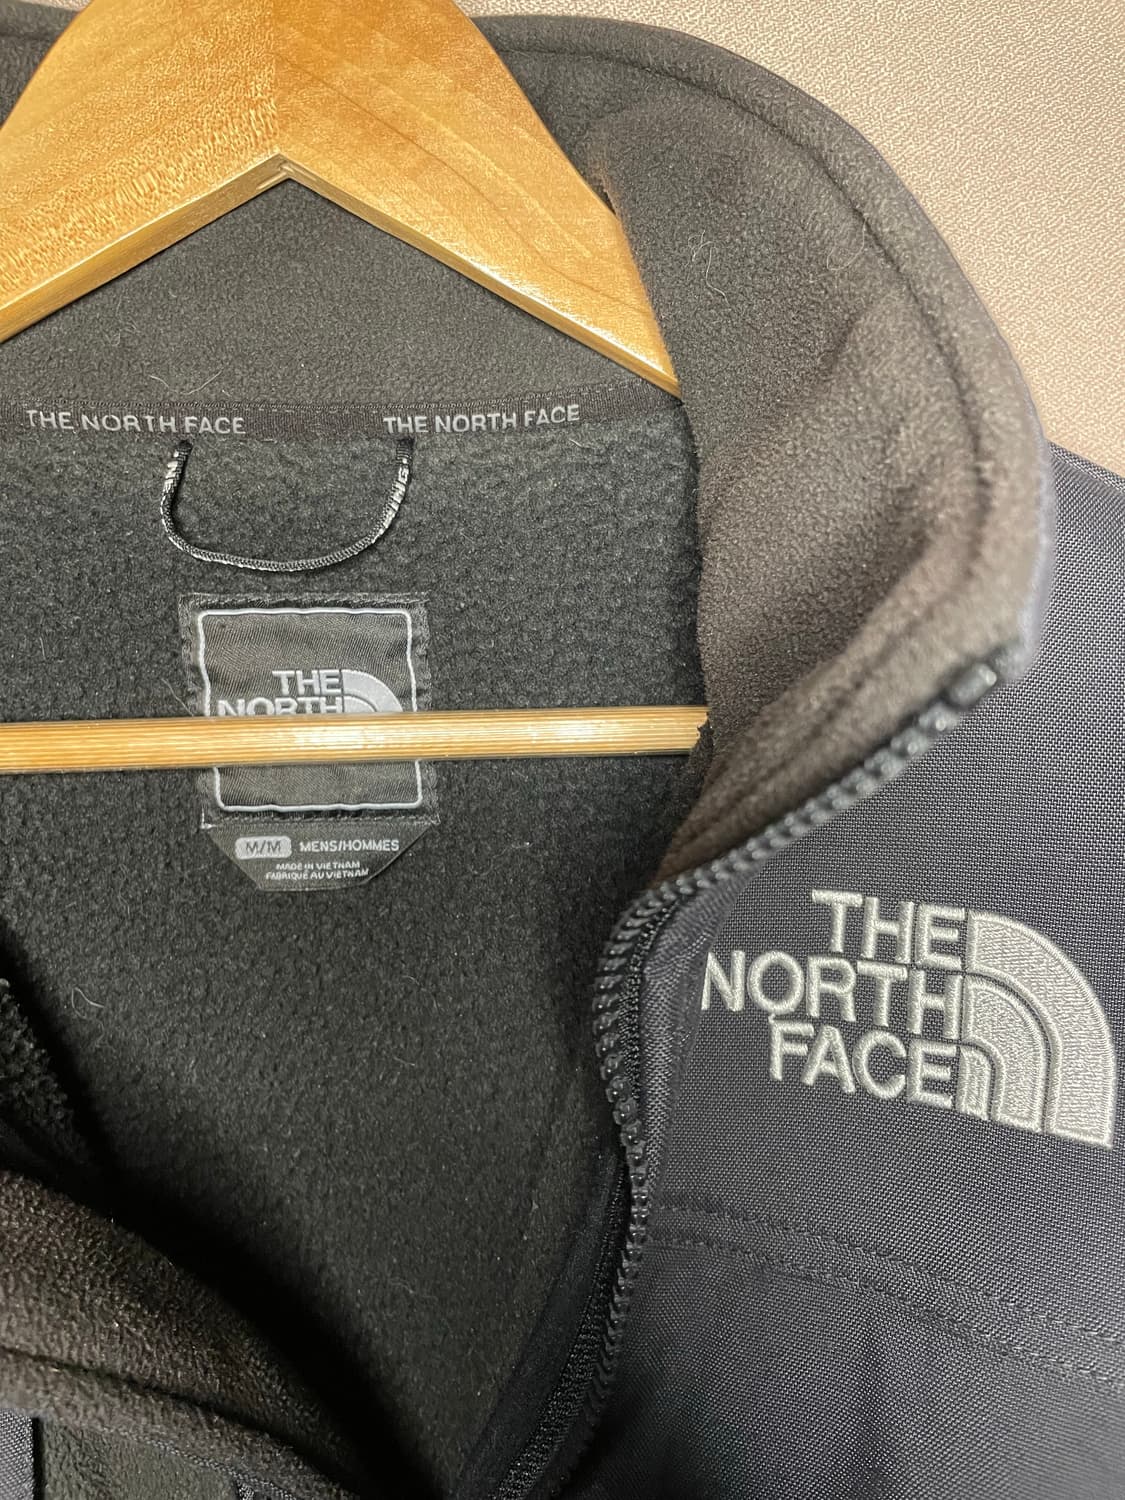 THE NORTH FACE THE NORTH FACE
THE
NORTH
M/M MENS/HOMMES
MADE IN VIETNAM
FABRIQUÉ AU VIETNAM
THE
NORTH
FACE